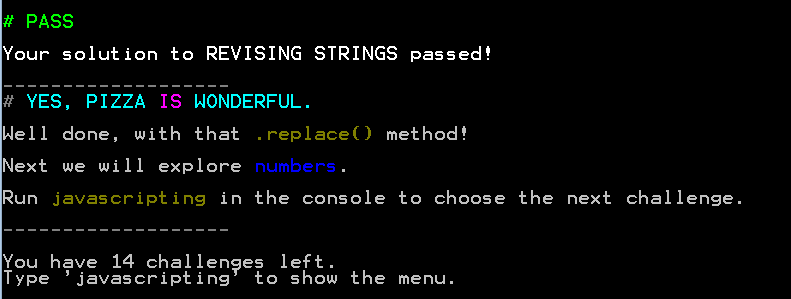 # PASS
Your solution to REVISING STRINGS passed!
-------------------
# YES, PIZZA IS WONDERFUL.
Well done, with that .replace() method!
Next we will explore numbers.
Run javascripting in the console to choose the next challenge.
-------------------
You have 14 challenges left.
Type 'javascripting' to show the menu.